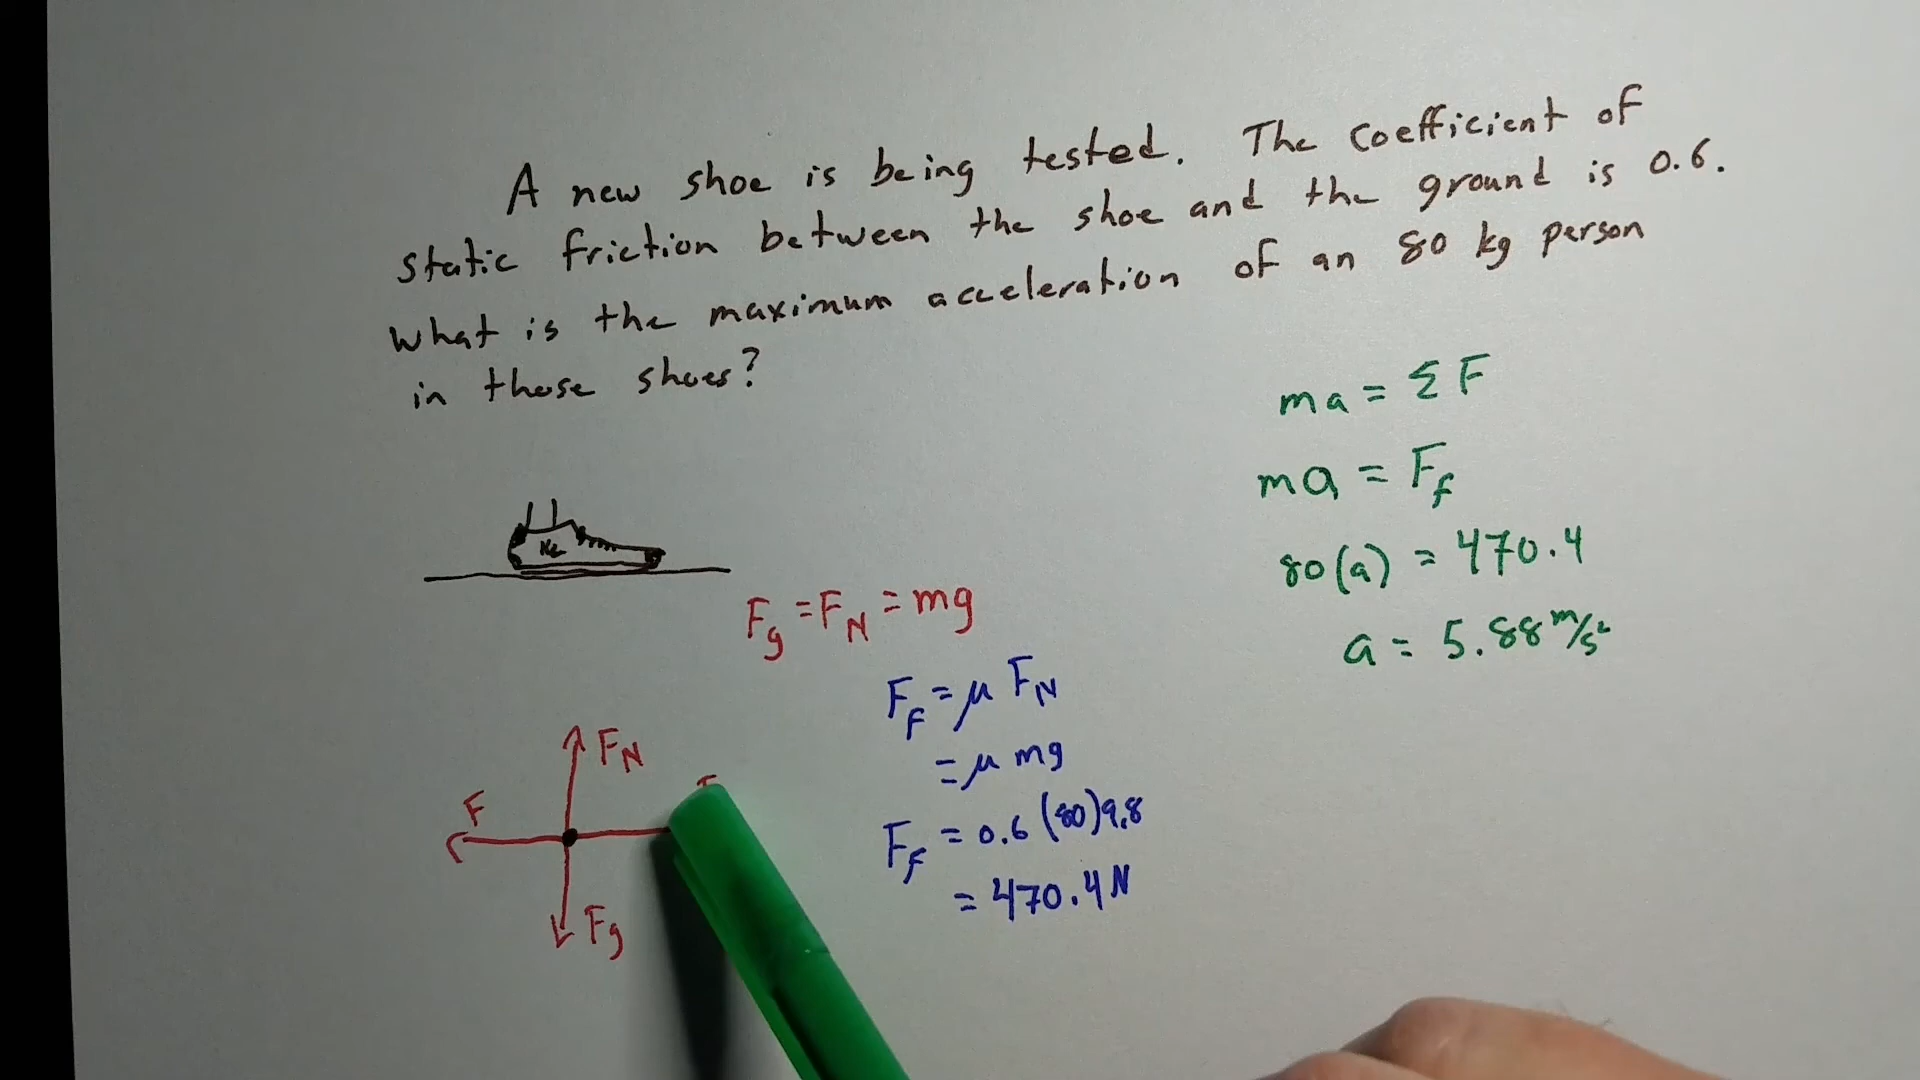 A new shoe is being tested. The coefficient of
static friction between the shoe and the ground is 0.6.
what is the maximum acceleration of an 80 kg person
in those shoes?
ma = Σ F
ma = Ff
80(a) = 470.4
a = 5.88 m/s²
Fg = FN = mg
Ff = μ FN
= μ mg
Ff = 0.6 (80) 9.8
= 470.4 N
FN
F
Fg